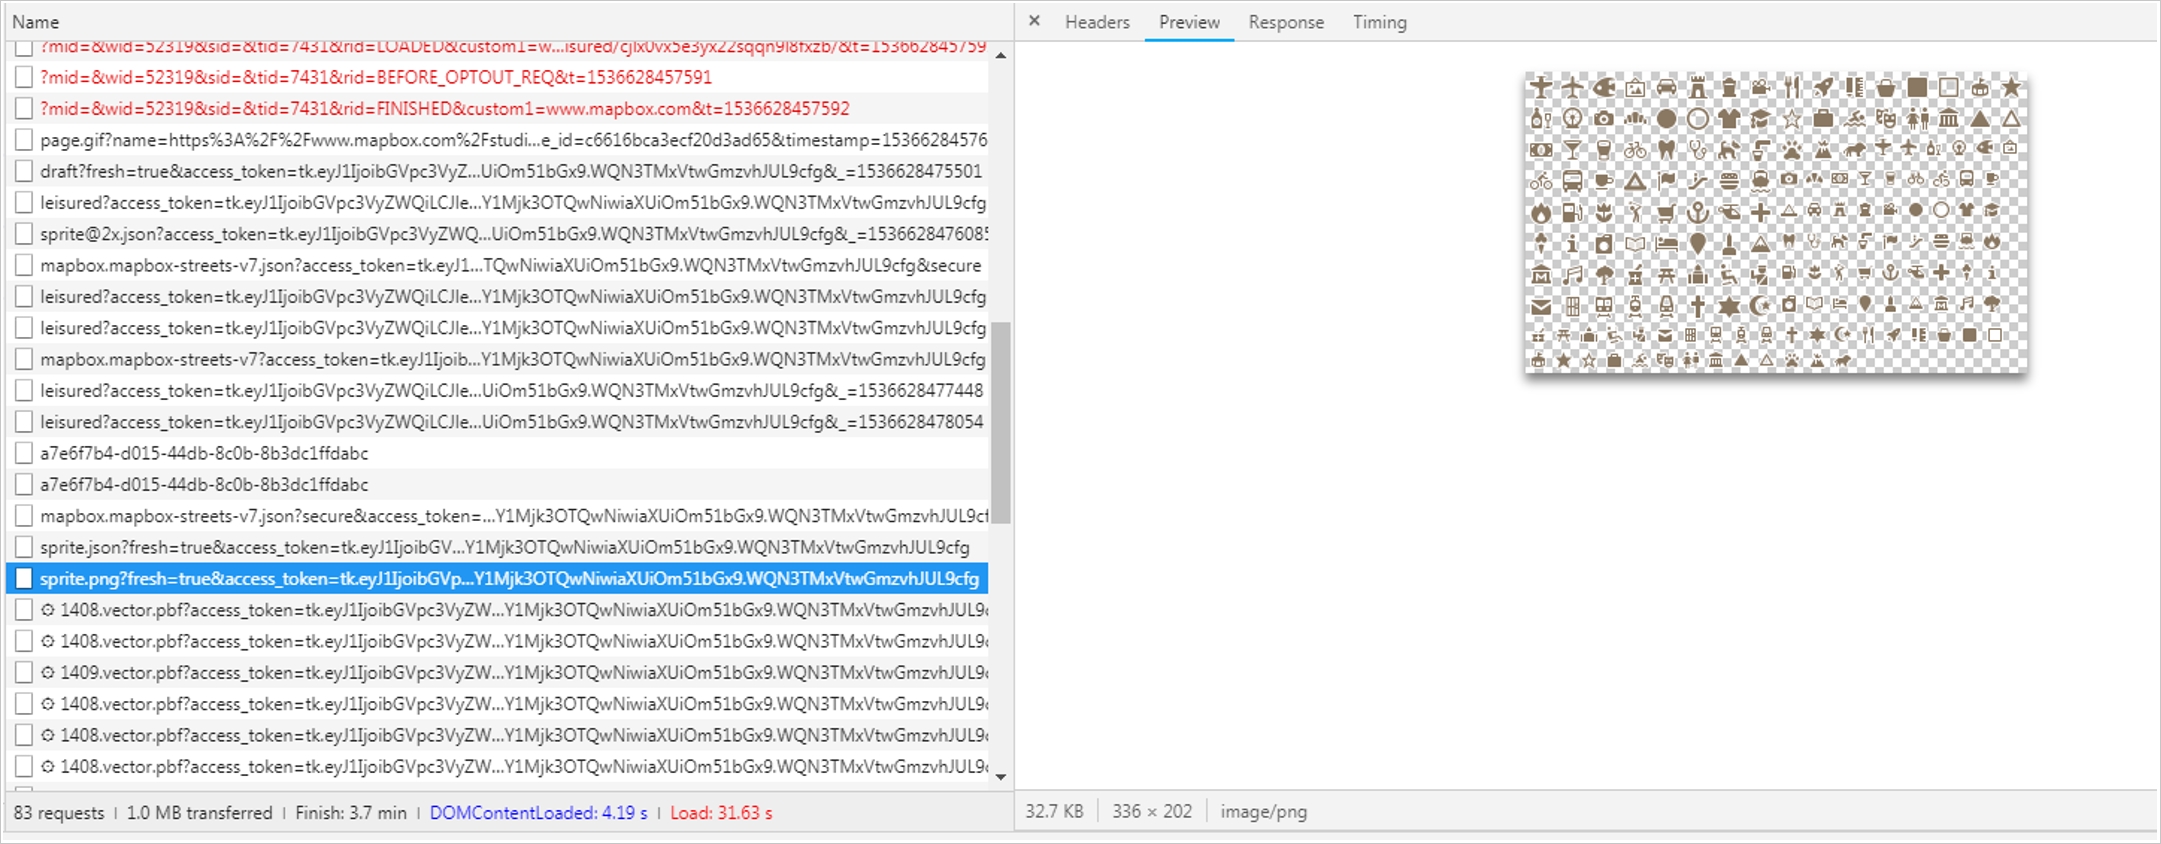 Name
?mid=&wid=52319&sid=&tid=7431&rid=LOADED&custom1=w...isured/cjlx0vx5e3yx22sqqn9l8fxzb/&t=153662845759
?mid=&wid=52319&sid=&tid=7431&rid=BEFORE_OPTOUT_REQ&t=1536628457591
?mid=&wid=52319&sid=&tid=7431&rid=FINISHED&custom1=www.mapbox.com&t=1536628457592
page.gif?name=https%3A%2F%2Fwww.mapbox.com%2Fstudi...e_id=c6616bca3ecf20d3ad65&timestamp=15366284576
draft?fresh=true&access_token=tk.eyJ1IjoibGVpc3VyZ...UiOm51bGx9.WQN3TMxVtwGmzvhJUL9cfg&_=1536628475501
leisured?access_token=tk.eyJ1IjoibGVpc3VyZWQiLCJle...Y1Mjk3OTQwNiwiaXUiOm51bGx9.WQN3TMxVtwGmzvhJUL9cfg
sprite@2x.json?access_token=tk.eyJ1IjoibGVpc3VyZWQ...UiOm51bGx9.WQN3TMxVtwGmzvhJUL9cfg&_=1536628476085
mapbox.mapbox-streets-v7.json?access_token=tk.eyJ1...TQwNiwiaXUiOm51bGx9.WQN3TMxVtwGmzvhJUL9cfg&secure
leisured?access_token=tk.eyJ1IjoibGVpc3VyZWQiLCJle...Y1Mjk3OTQwNiwiaXUiOm51bGx9.WQN3TMxVtwGmzvhJUL9cfg
leisured?access_token=tk.eyJ1IjoibGVpc3VyZWQiLCJle...Y1Mjk3OTQwNiwiaXUiOm51bGx9.WQN3TMxVtwGmzvhJUL9cfg
mapbox.mapbox-streets-v7?access_token=tk.eyJ1Ijoib...Y1Mjk3OTQwNiwiaXUiOm51bGx9.WQN3TMxVtwGmzvhJUL9cfg
leisured?access_token=tk.eyJ1IjoibGVpc3VyZWQiLCJle...UiOm51bGx9.WQN3TMxVtwGmzvhJUL9cfg&_=1536628477448
leisured?access_token=tk.eyJ1IjoibGVpc3VyZWQiLCJle...UiOm51bGx9.WQN3TMxVtwGmzvhJUL9cfg&_=1536628478054
a7e6f7b4-d015-44db-8c0b-8b3dc1ffdabc
a7e6f7b4-d015-44db-8c0b-8b3dc1ffdabc
mapbox.mapbox-streets-v7.json?secure&access_token=...Y1Mjk3OTQwNiwiaXUiOm51bGx9.WQN3TMxVtwGmzvhJUL9cf
sprite.json?fresh=true&access_token=tk.eyJ1IjoibGV...Y1Mjk3OTQwNiwiaXUiOm51bGx9.WQN3TMxVtwGmzvhJUL9cfg
sprite.png?fresh=true&access_token=tk.eyJ1IjoibGVp...Y1Mjk3OTQwNiwiaXUiOm51bGx9.WQN3TMxVtwGmzvhJUL9cfg
1408.vector.pbf?access_token=tk.eyJ1IjoibGVpc3VyZW...Y1Mjk3OTQwNiwiaXUiOm51bGx9.WQN3TMxVtwGmzvhJUL9c
1408.vector.pbf?access_token=tk.eyJ1IjoibGVpc3VyZW...Y1Mjk3OTQwNiwiaXUiOm51bGx9.WQN3TMxVtwGmzvhJUL9c
1409.vector.pbf?access_token=tk.eyJ1IjoibGVpc3VyZW...Y1Mjk3OTQwNiwiaXUiOm51bGx9.WQN3TMxVtwGmzvhJUL9c
1408.vector.pbf?access_token=tk.eyJ1IjoibGVpc3VyZW...Y1Mjk3OTQwNiwiaXUiOm51bGx9.WQN3TMxVtwGmzvhJUL9c
1408.vector.pbf?access_token=tk.eyJ1IjoibGVpc3VyZW...Y1Mjk3OTQwNiwiaXUiOm51bGx9.WQN3TMxVtwGmzvhJUL9c
1408.vector.pbf?access_token=tk.eyJ1IjoibGVpc3VyZW...Y1Mjk3OTQwNiwiaXUiOm51bGx9.WQN3TMxVtwGmzvhJUL9c
83 requests | 1.0 MB transferred | Finish: 3.7 min | DOMContentLoaded: 4.19 s | Load: 31.63 s
× Headers Preview Response Timing
32.7 KB 336 × 202 image/png